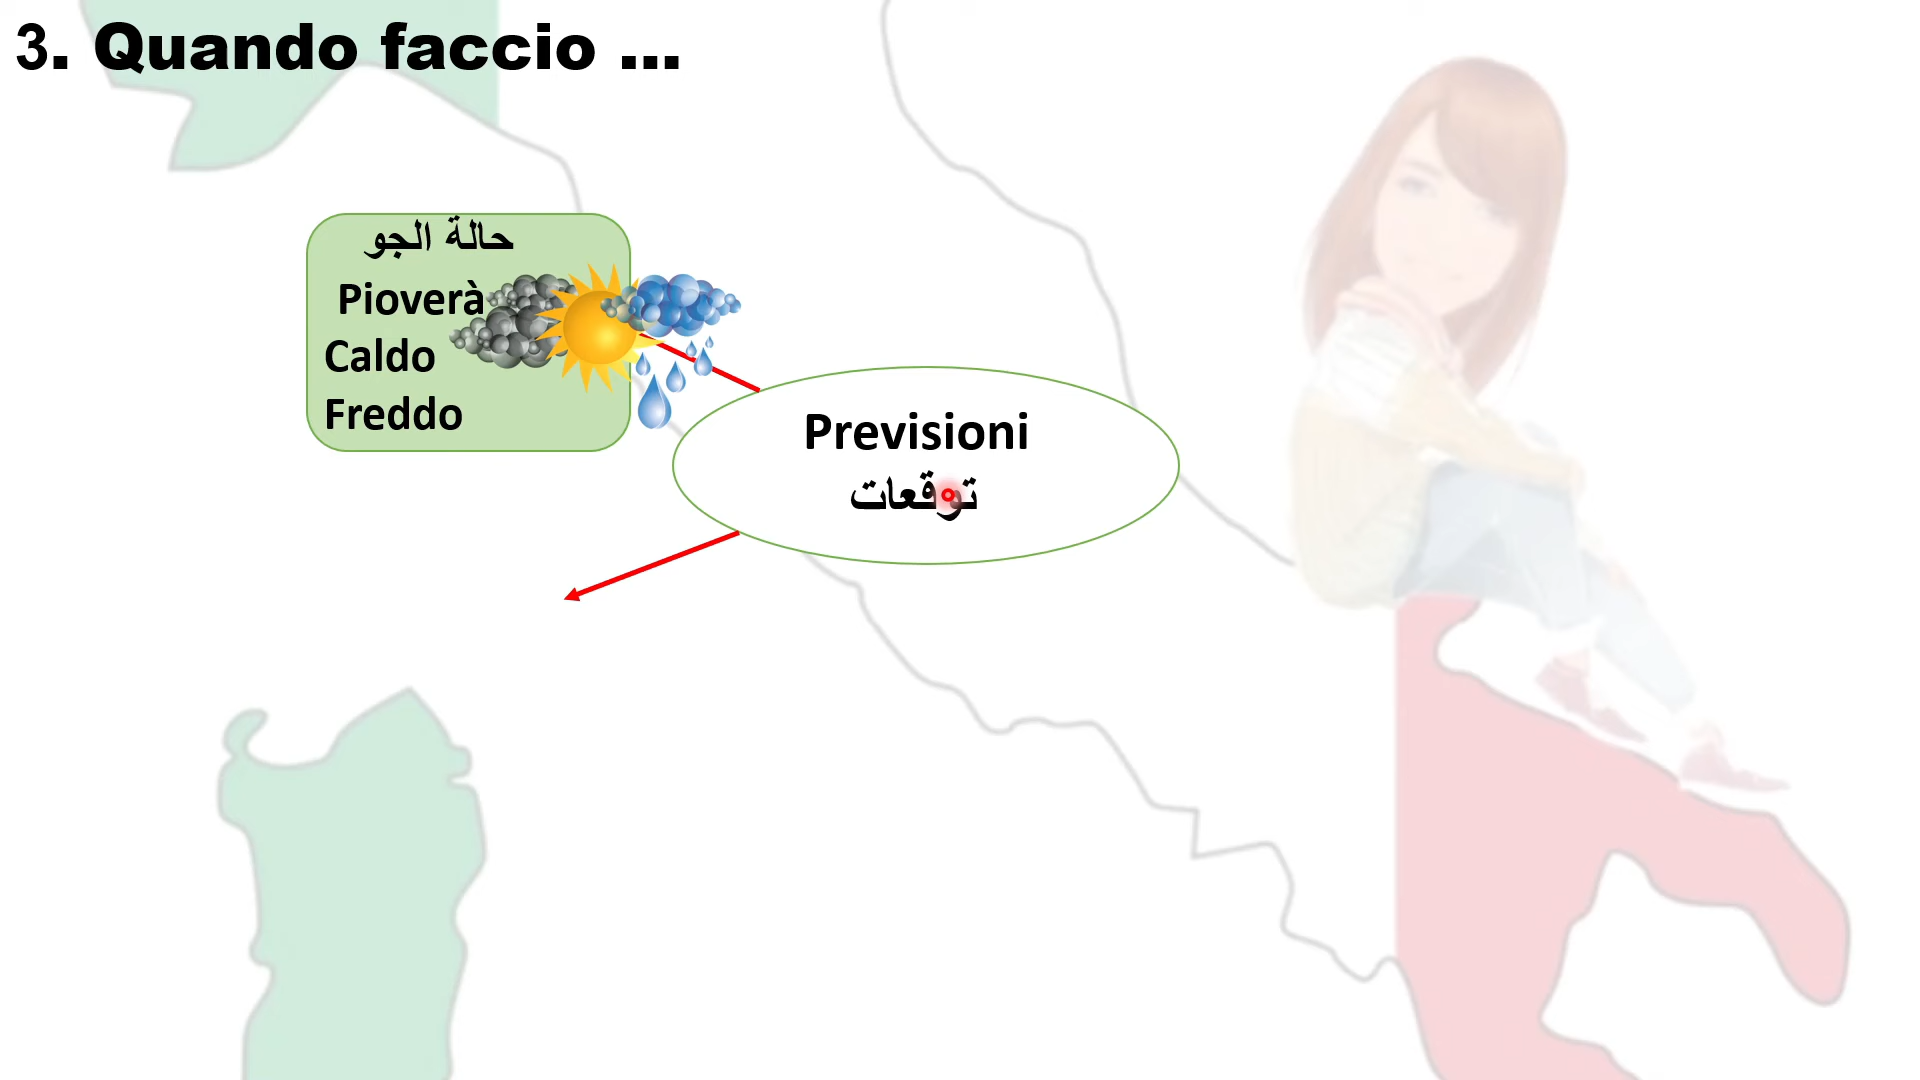 3. Quando faccio ...
حالة الجو
Pioverà
Caldo
Freddo
Previsioni
توقعات